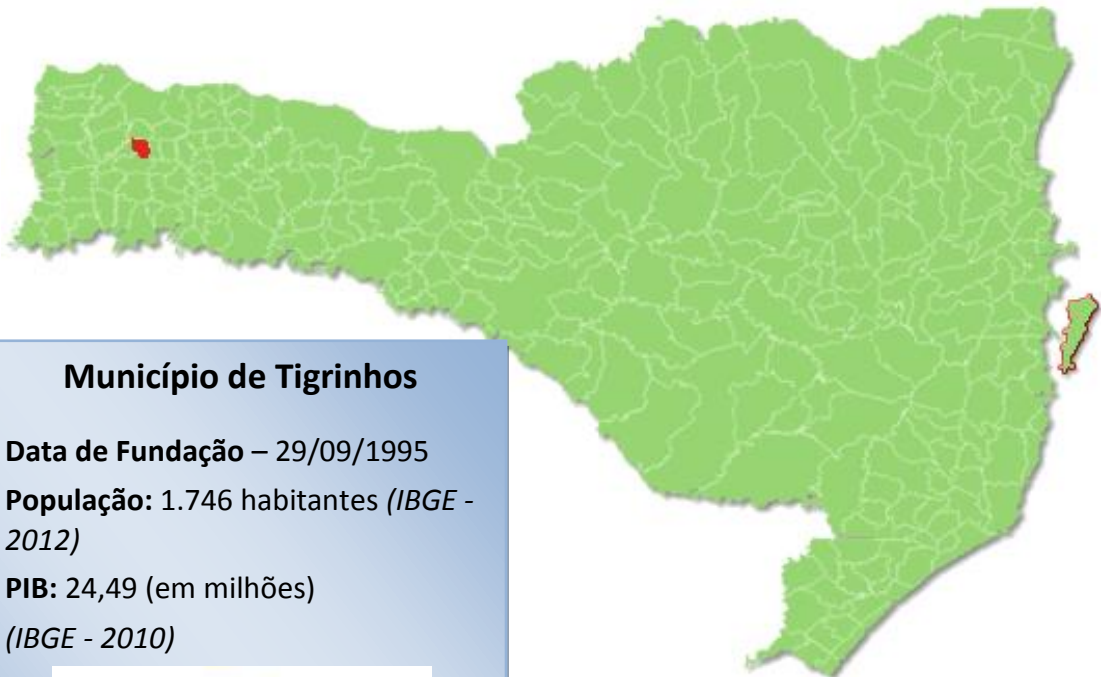 Município de Tigrinhos
Data de Fundação – 29/09/1995
População: 1.746 habitantes (IBGE -
2012)
PIB: 24,49 (em milhões)
(IBGE - 2010)